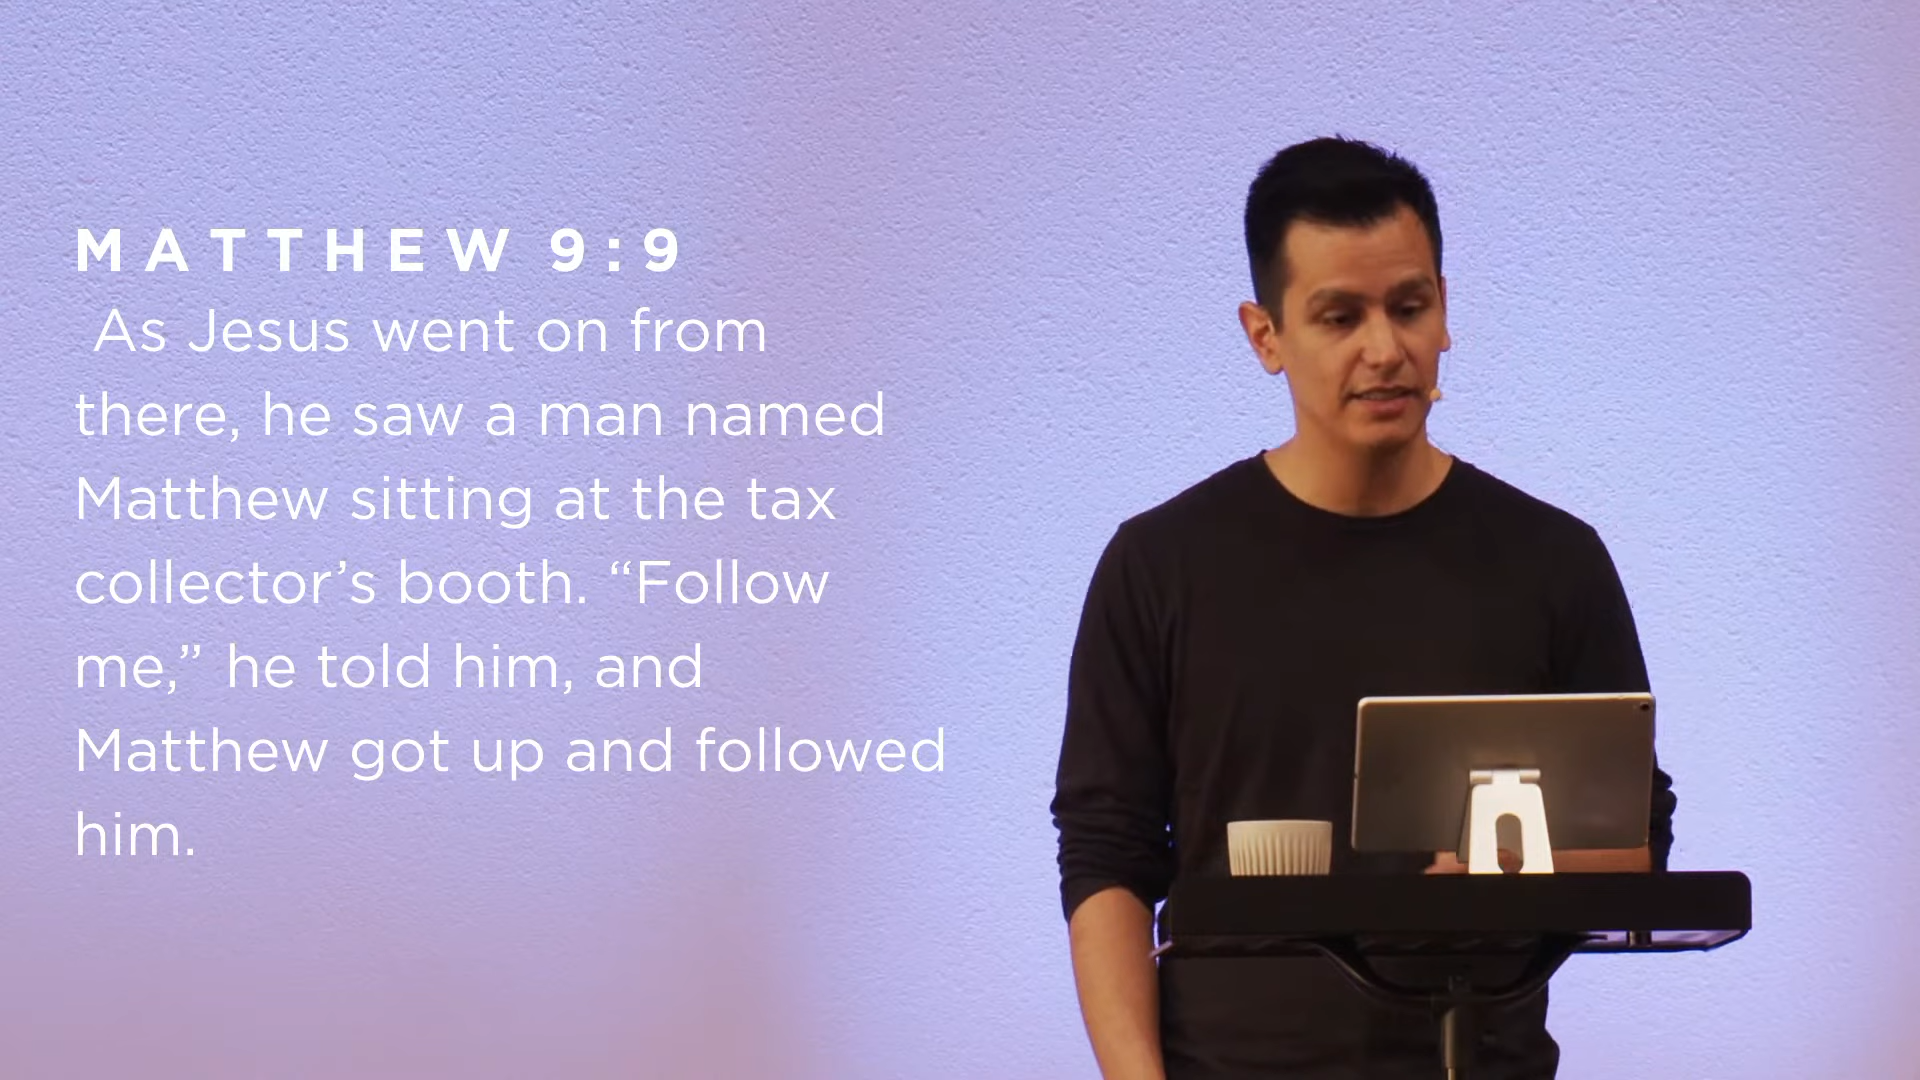 MATTHEW 9:9
As Jesus went on from
there, he saw a man named
Matthew sitting at the tax
collector’s booth. “Follow
me,” he told him, and
Matthew got up and followed
him.